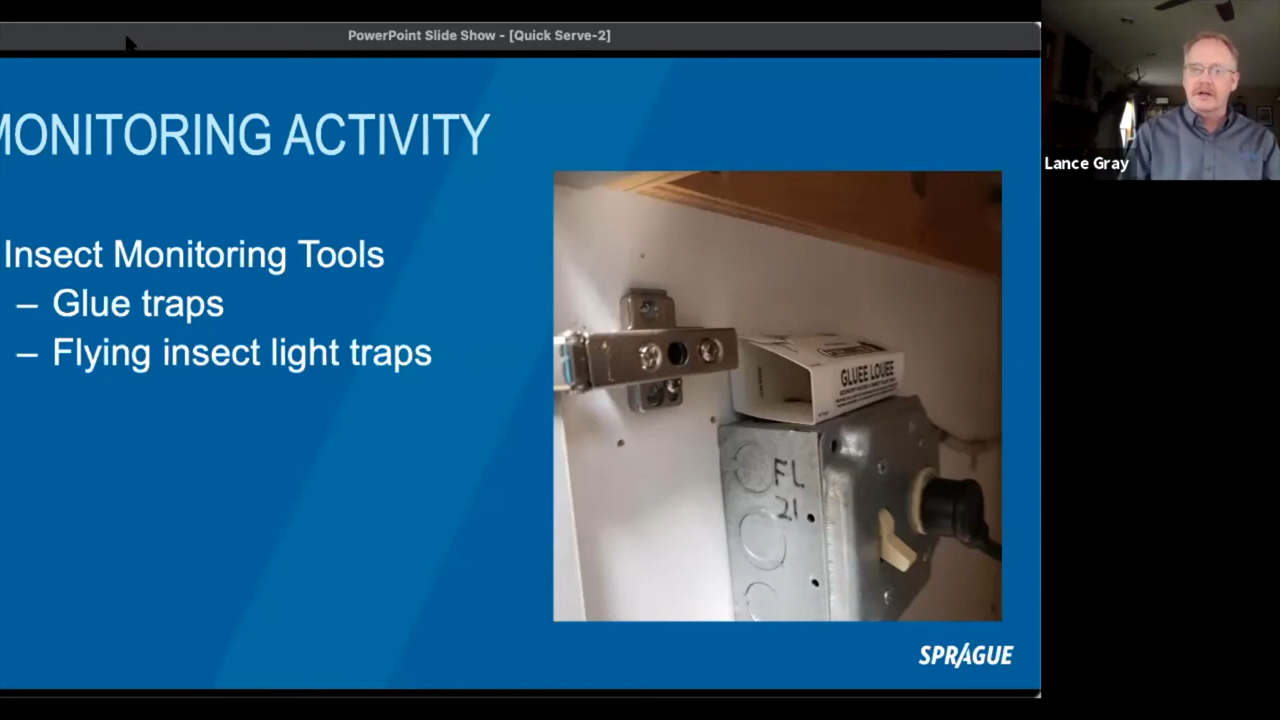 PowerPoint Slide Show - [Quick Serve-2]
MONITORING ACTIVITY
Insect Monitoring Tools
– Glue traps
– Flying insect light traps
GLUEE LOUEE
FL
21
SPRAGUE
Lance Gray